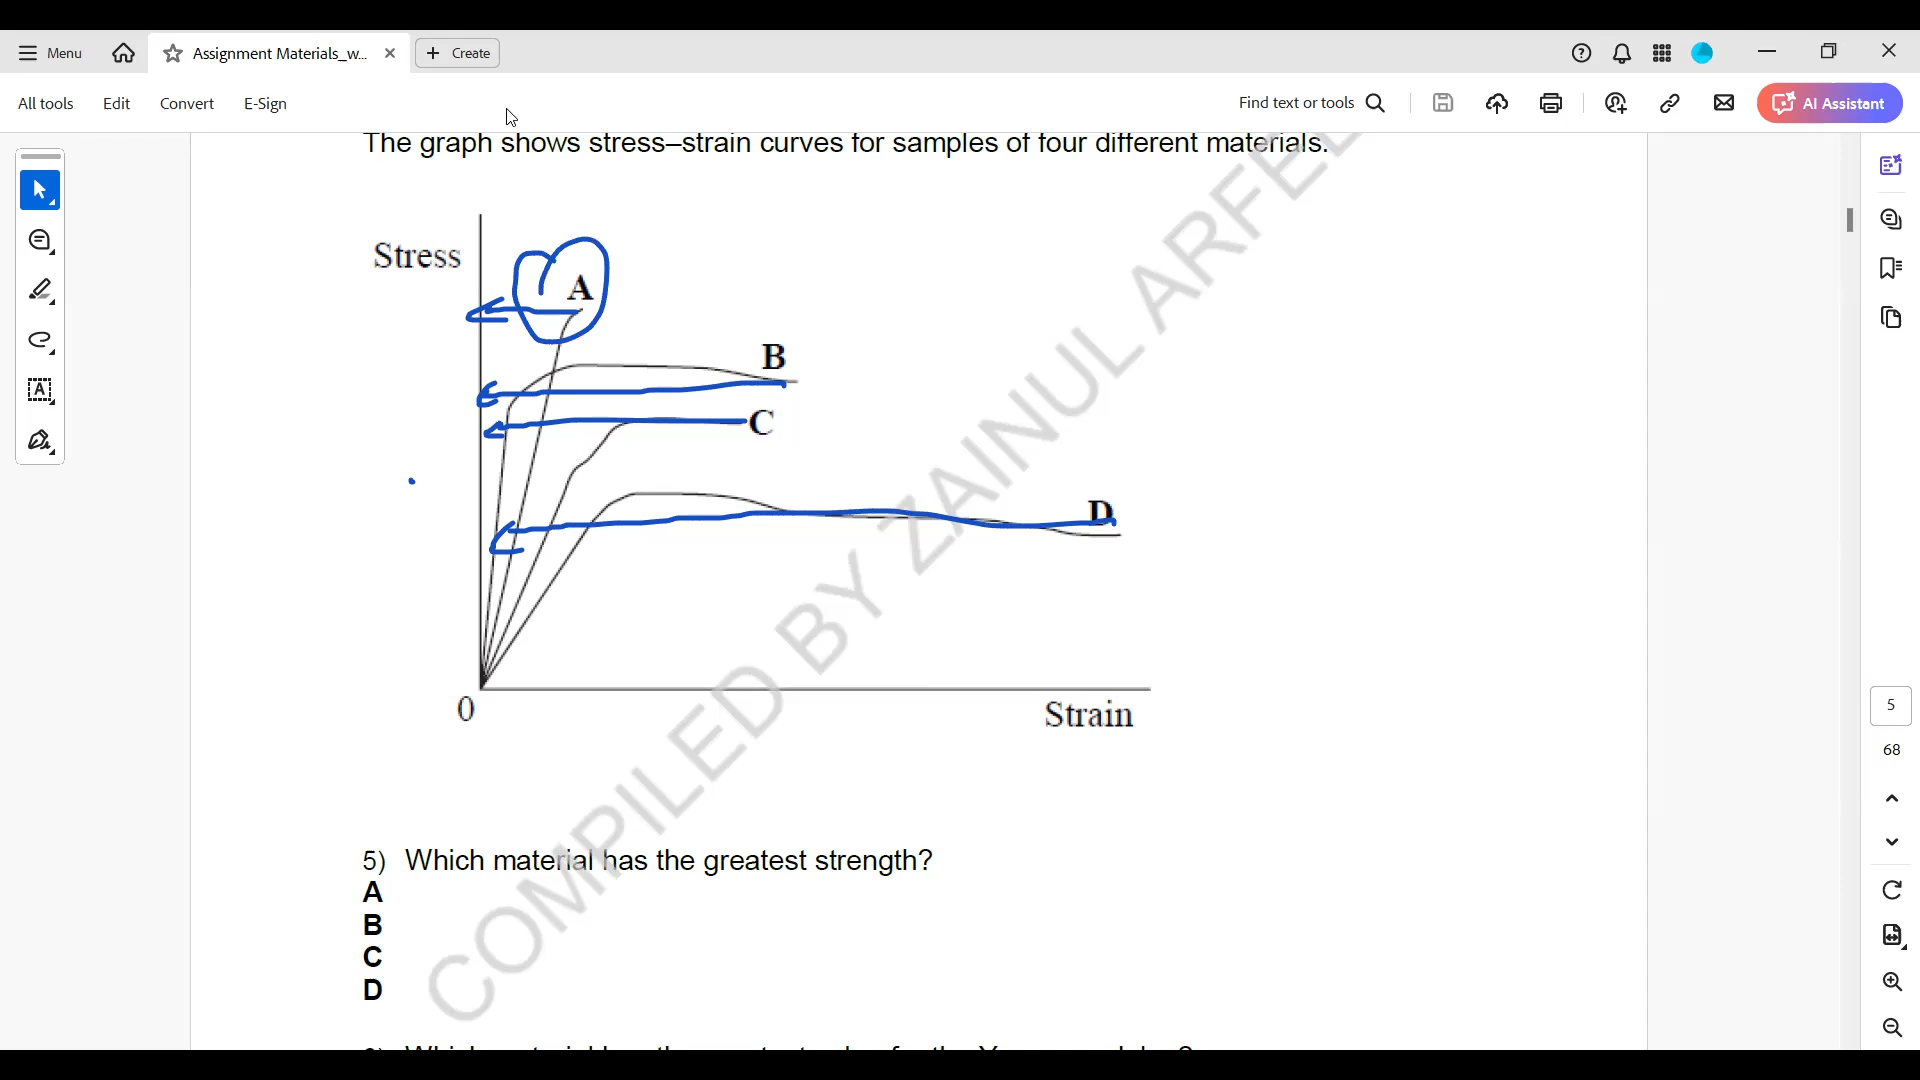 Menu
Assignment Materials_w...
Create
All tools
Edit
Convert
E-Sign
Find text or tools
AI Assistant
The graph shows stress–strain curves for samples of four different materials.
Stress
A
B
C
D
0
Strain
COMPILED BY ZAINUL ARFE
5
68
5) Which material has the greatest strength?
A
B
C
D